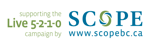 supporting the
Live 5-2-1-0
campaign by
SCOPE
www.scopebc.ca